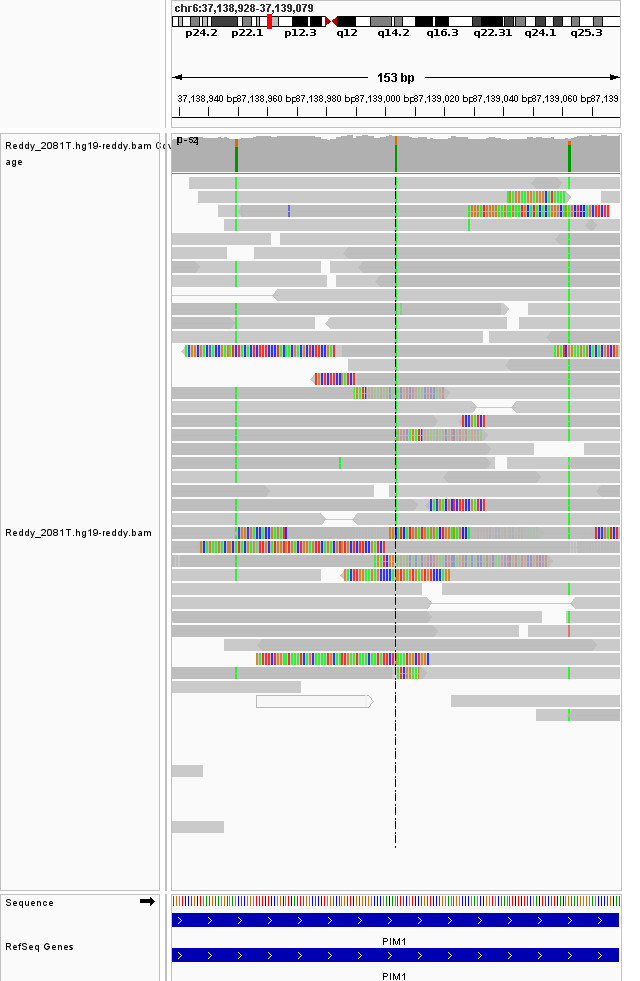 chr6:37,138,928-37,139,079
p24.2 p22.1 p12.3 q12 q14.2 q16.3 q22.31 q24.1 q25.3
153 bp
37,138,940 bp 37,138,960 bp 37,138,980 bp 37,139,000 bp 37,139,020 bp 37,139,040 bp 37,139,060 bp 37,139
Reddy_2081T.hg19-reddy.bam Cov
age
[0-52]
Reddy_2081T.hg19-reddy.bam
Sequence
PIM1
RefSeq Genes
PIM1